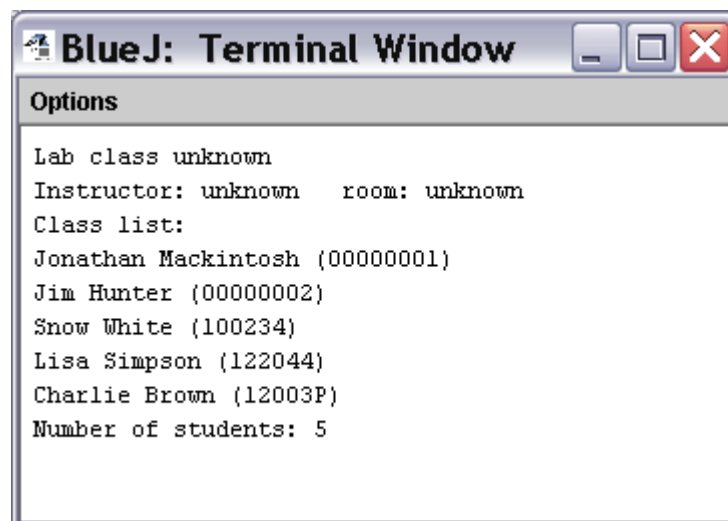 BlueJ: Terminal Window
Options
Lab class unknown
Instructor: unknown   room: unknown
Class list:
Jonathan Mackintosh (00000001)
Jim Hunter (00000002)
Snow White (100234)
Lisa Simpson (122044)
Charlie Brown (12003P)
Number of students: 5